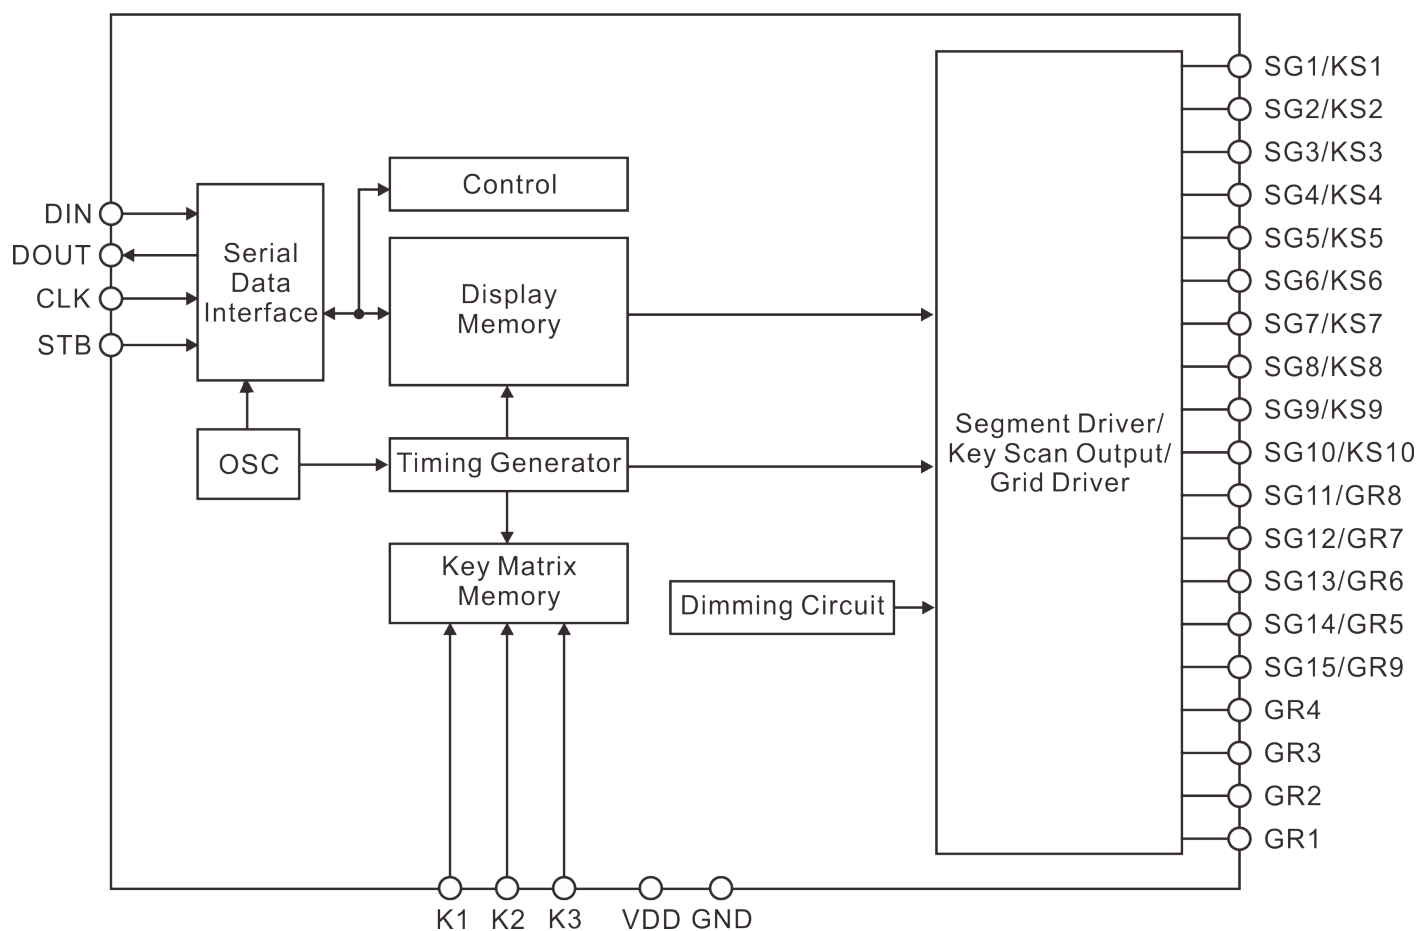 DIN
DOUT
CLK
STB
Serial
Data
Interface
OSC
Control
Display
Memory
Timing Generator
Key Matrix
Memory
Dimming Circuit
Segment Driver/
Key Scan Output/
Grid Driver
SG1/KS1
SG2/KS2
SG3/KS3
SG4/KS4
SG5/KS5
SG6/KS6
SG7/KS7
SG8/KS8
SG9/KS9
SG10/KS10
SG11/GR8
SG12/GR7
SG13/GR6
SG14/GR5
SG15/GR9
GR4
GR3
GR2
GR1
K1 K2 K3 VDD GND